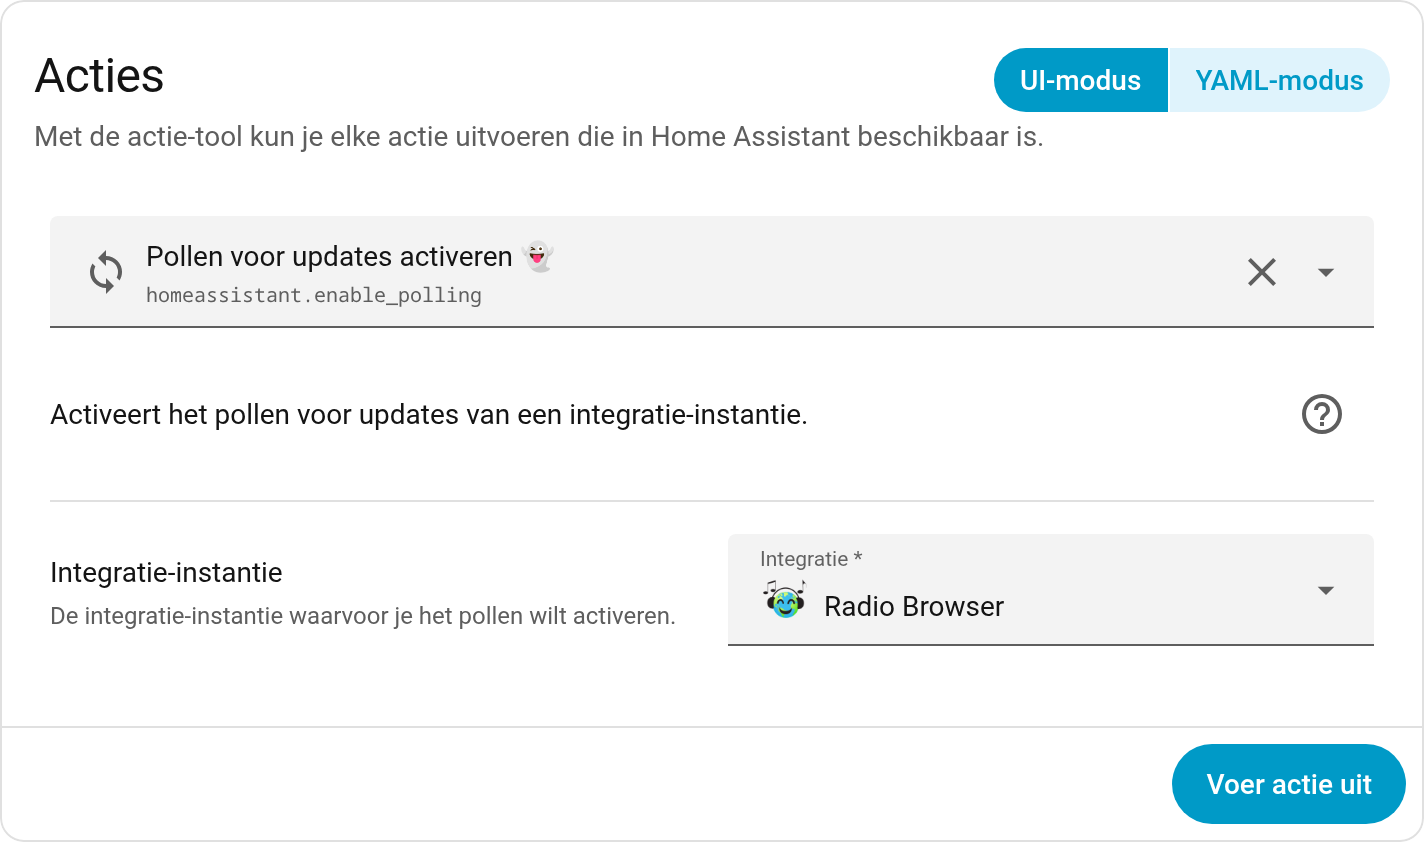 Acties
UI-modus
YAML-modus
Met de actie-tool kun je elke actie uitvoeren die in Home Assistant beschikbaar is.
Pollen voor updates activeren 👻
homeassistant.enable_polling
Activeert het pollen voor updates van een integratie-instantie.
Integratie-instantie
De integratie-instantie waarvoor je het pollen wilt activeren.
Integratie *
Radio Browser
Voer actie uit